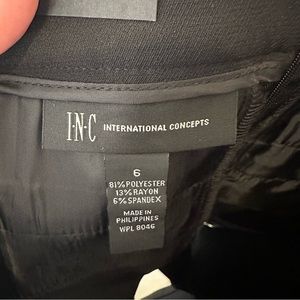 I·N·C INTERNATIONAL CONCEPTS
6
81% POLYESTER
13% RAYON
6% SPANDEX
MADE IN
PHILIPPINES
WPL 8046